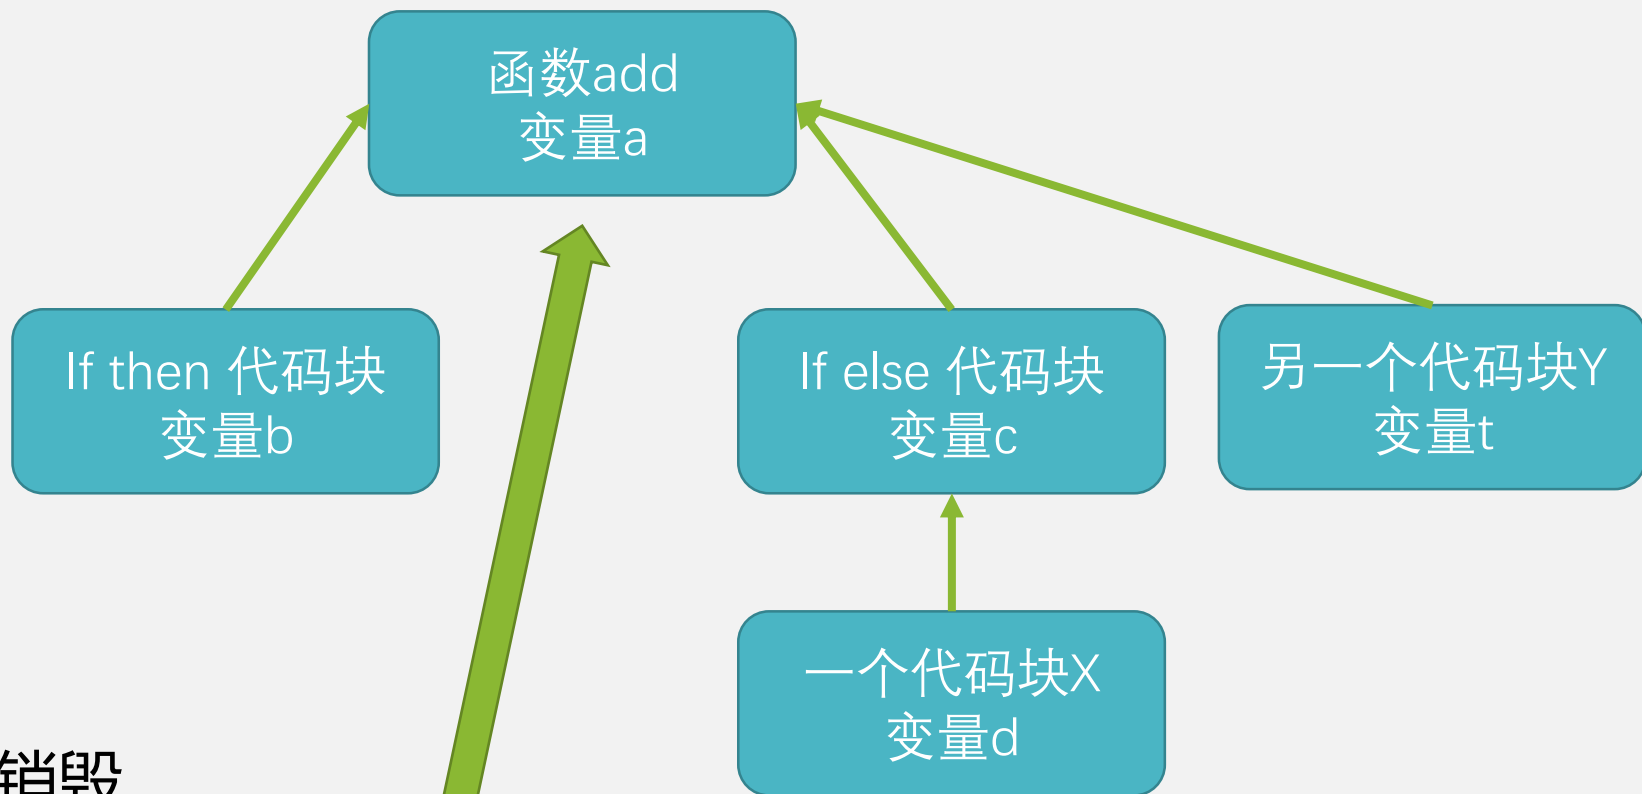 函数add
变量a
If then 代码块
变量b
If else 代码块
变量c
另一个代码块Y
变量t
一个代码块X
变量d
销毁